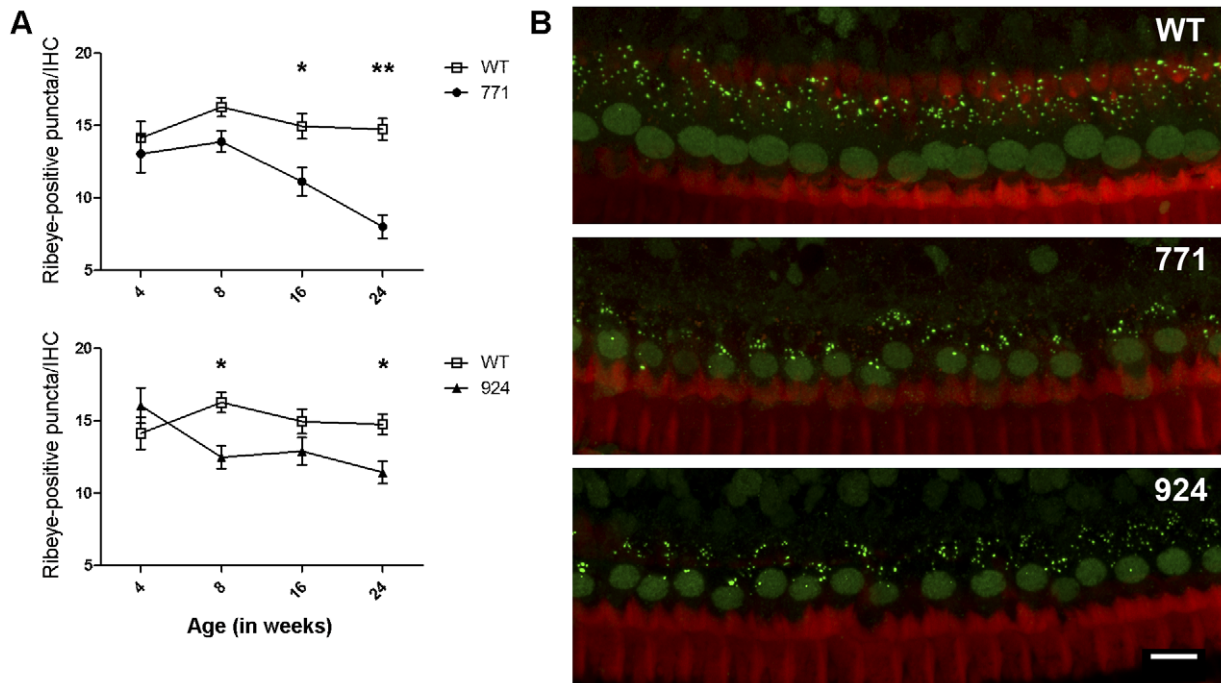 A
Ribeye-positive puncta/IHC
20
15
10
5
* **
WT
771
4 8 16 24
Ribeye-positive puncta/IHC
20
15
10
5
* *
WT
924
4 8 16 24
Age (in weeks)
B
WT
771
924